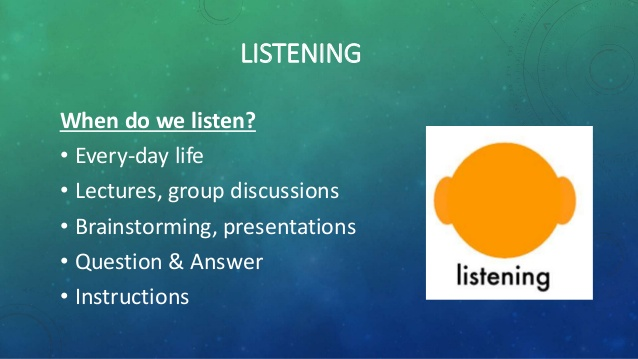 LISTENING
When do we listen?
• Every-day life
• Lectures, group discussions
• Brainstorming, presentations
• Question & Answer
• Instructions
listening